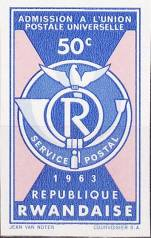 ADMISSION A L'UNION
POSTALE UNIVERSELLE
50c
R
SERVICE POSTAL
1963
REPUBLIQUE
RWANDAISE
JEAN VAN NOTEN COURVOISIER S.A.